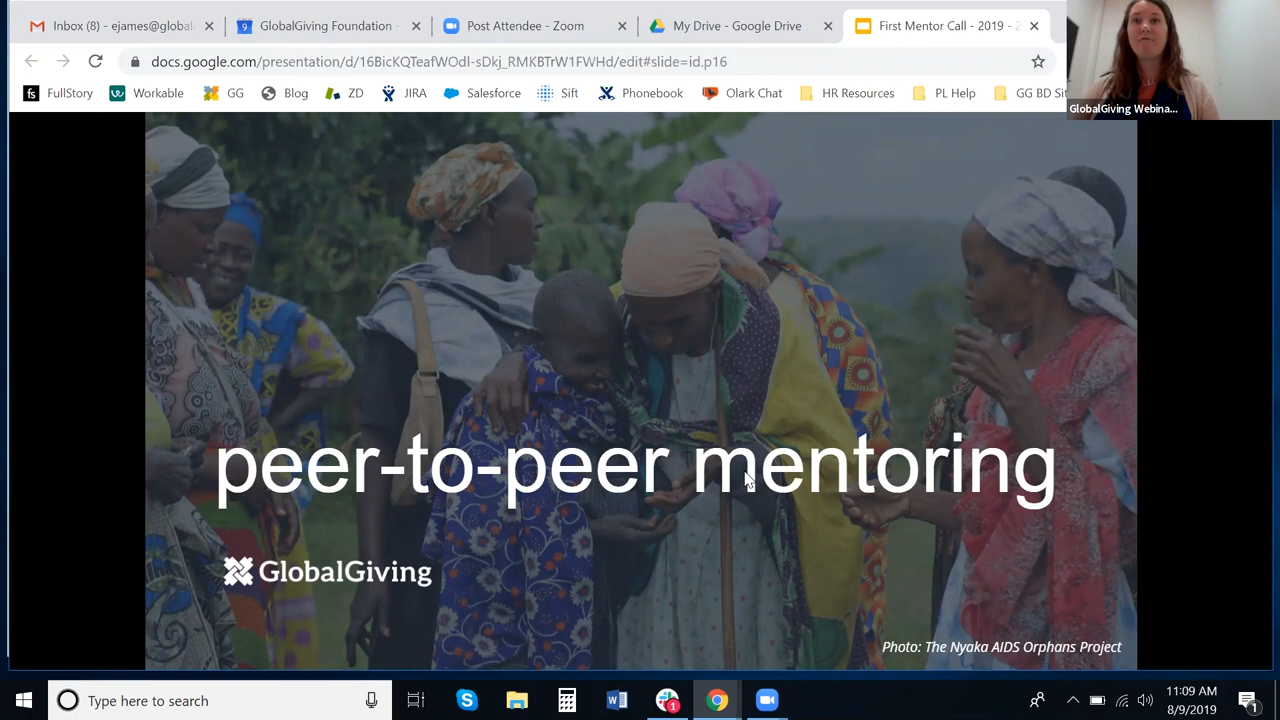 Inbox (8) - ejames@global
GlobalGiving Foundation -
Post Attendee - Zoom
My Drive - Google Drive
First Mentor Call - 2019 -
docs.google.com/presentation/d/16BicKQTeafWOdI-sDkj_RMKBTrW1FWHd/edit#slide=id.p16
FullStory
Workable
GG
Blog
ZD
JIRA
Salesforce
Sift
Phonebook
Olark Chat
HR Resources
PL Help
GG BD Sit
GlobalGiving Webina...
peer-to-peer mentoring
GlobalGiving
Photo: The Nyaka AIDS Orphans Project
Type here to search
11:09 AM
8/9/2019